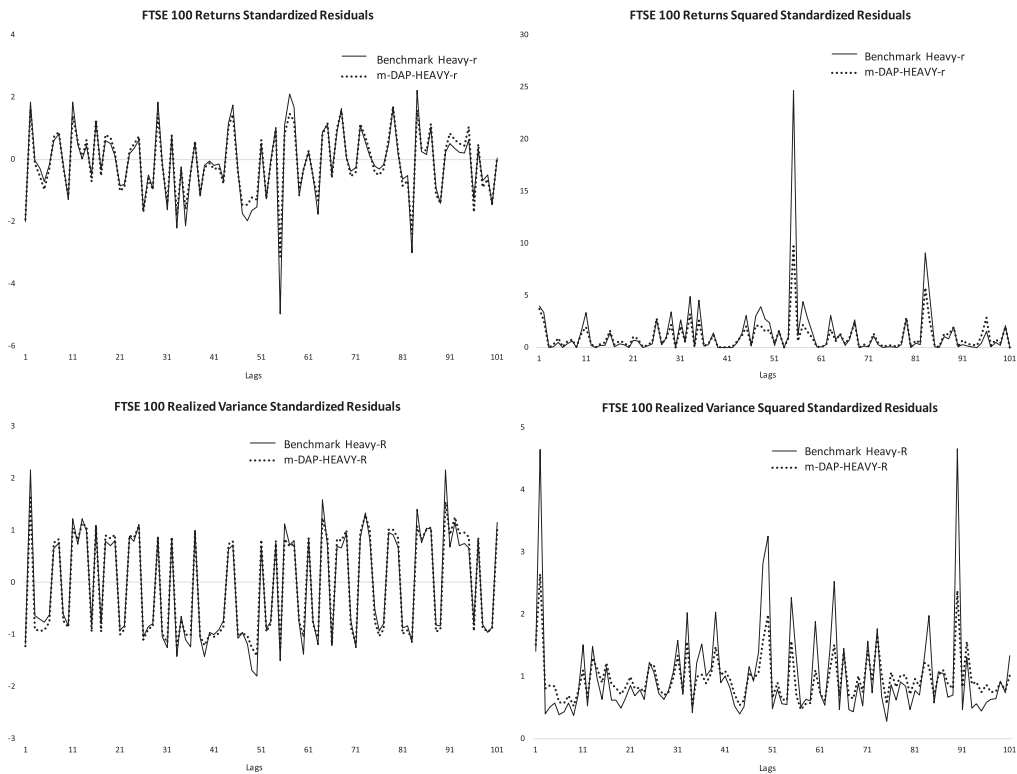 FTSE 100 Returns Standardized Residuals
4
2
0
-2
-4
-6
Benchmark Heavy-r
m-DAP-HEAVY-r
1 11 21 31 41 51 61 71 81 91 101
Lags
FTSE 100 Returns Squared Standardized Residuals
30
25
20
15
10
5
0
Benchmark Heavy-r
m-DAP-HEAVY-r
1 11 21 31 41 51 61 71 81 91 101
Lags
FTSE 100 Realized Variance Standardized Residuals
3
2
1
0
-1
-2
-3
Benchmark Heavy-R
m-DAP-HEAVY-R
1 11 21 31 41 51 61 71 81 91 101
Lags
FTSE 100 Realized Variance Squared Standardized Residuals
5
4
3
2
1
0
Benchmark Heavy-R
m-DAP-HEAVY-R
1 11 21 31 41 51 61 71 81 91 101
Lags